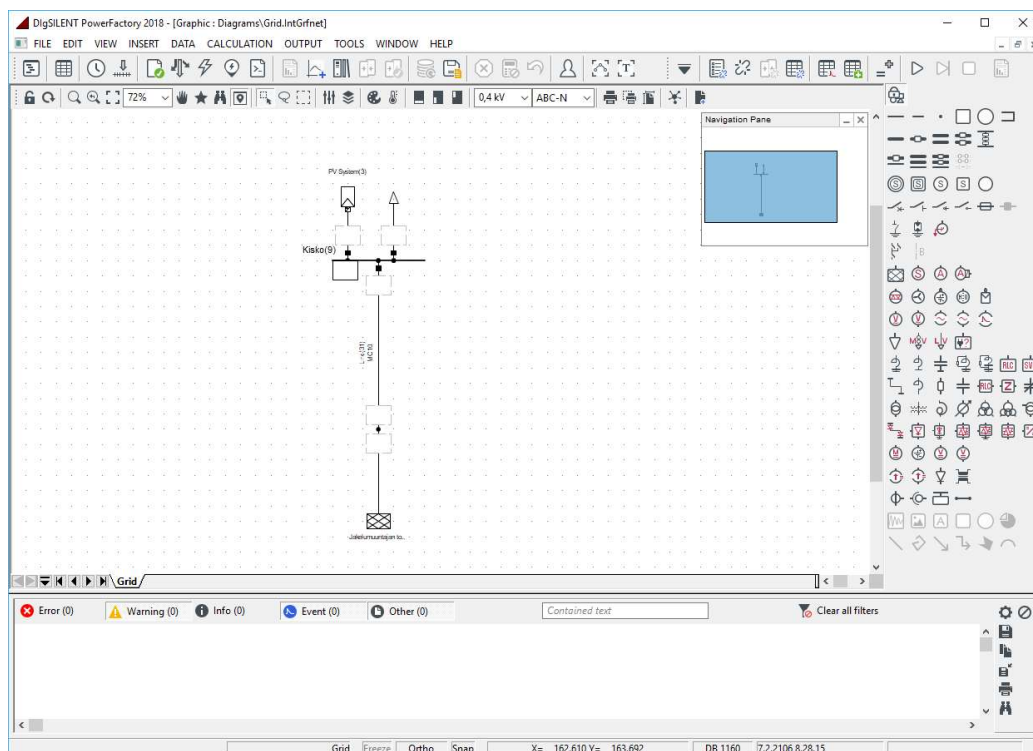 DIgSILENT PowerFactory 2018 - [Graphic : Diagrams\Grid.IntGrfnet]
FILE EDIT VIEW INSERT DATA CALCULATION OUTPUT TOOLS WINDOW HELP
72% 0,4 kV ABC-N
Navigation Pane
PV System(3)
Kisko(9)
MC10
Grid
Error (0) Warning (0) Info (0) Event (0) Other (0) Contained text Clear all filters
Grid Freeze Ortho Snap X= 162,610 Y= 163,692 DB 1160 7.2.2106.8.28.15